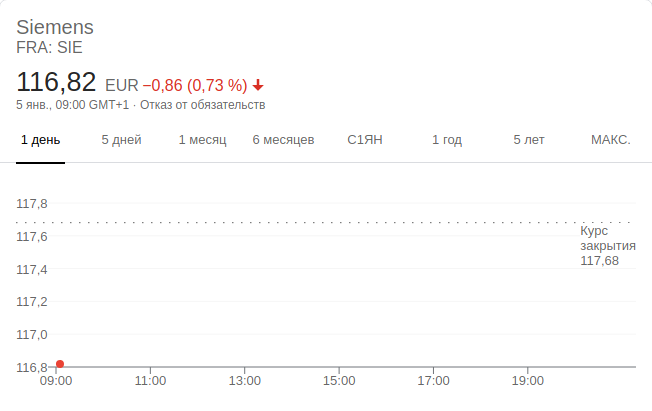 Siemens
FRA: SIE
116,82 EUR −0,86 (0,73 %)
5 янв., 09:00 GMT+1 · Отказ от обязательств
1 день 5 дней 1 месяц 6 месяцев С1ЯН 1 год 5 лет МАКС.
117,8
117,6
117,4
117,2
117,0
116,8
Курс
закрытия
117,68
09:00 11:00 13:00 15:00 17:00 19:00